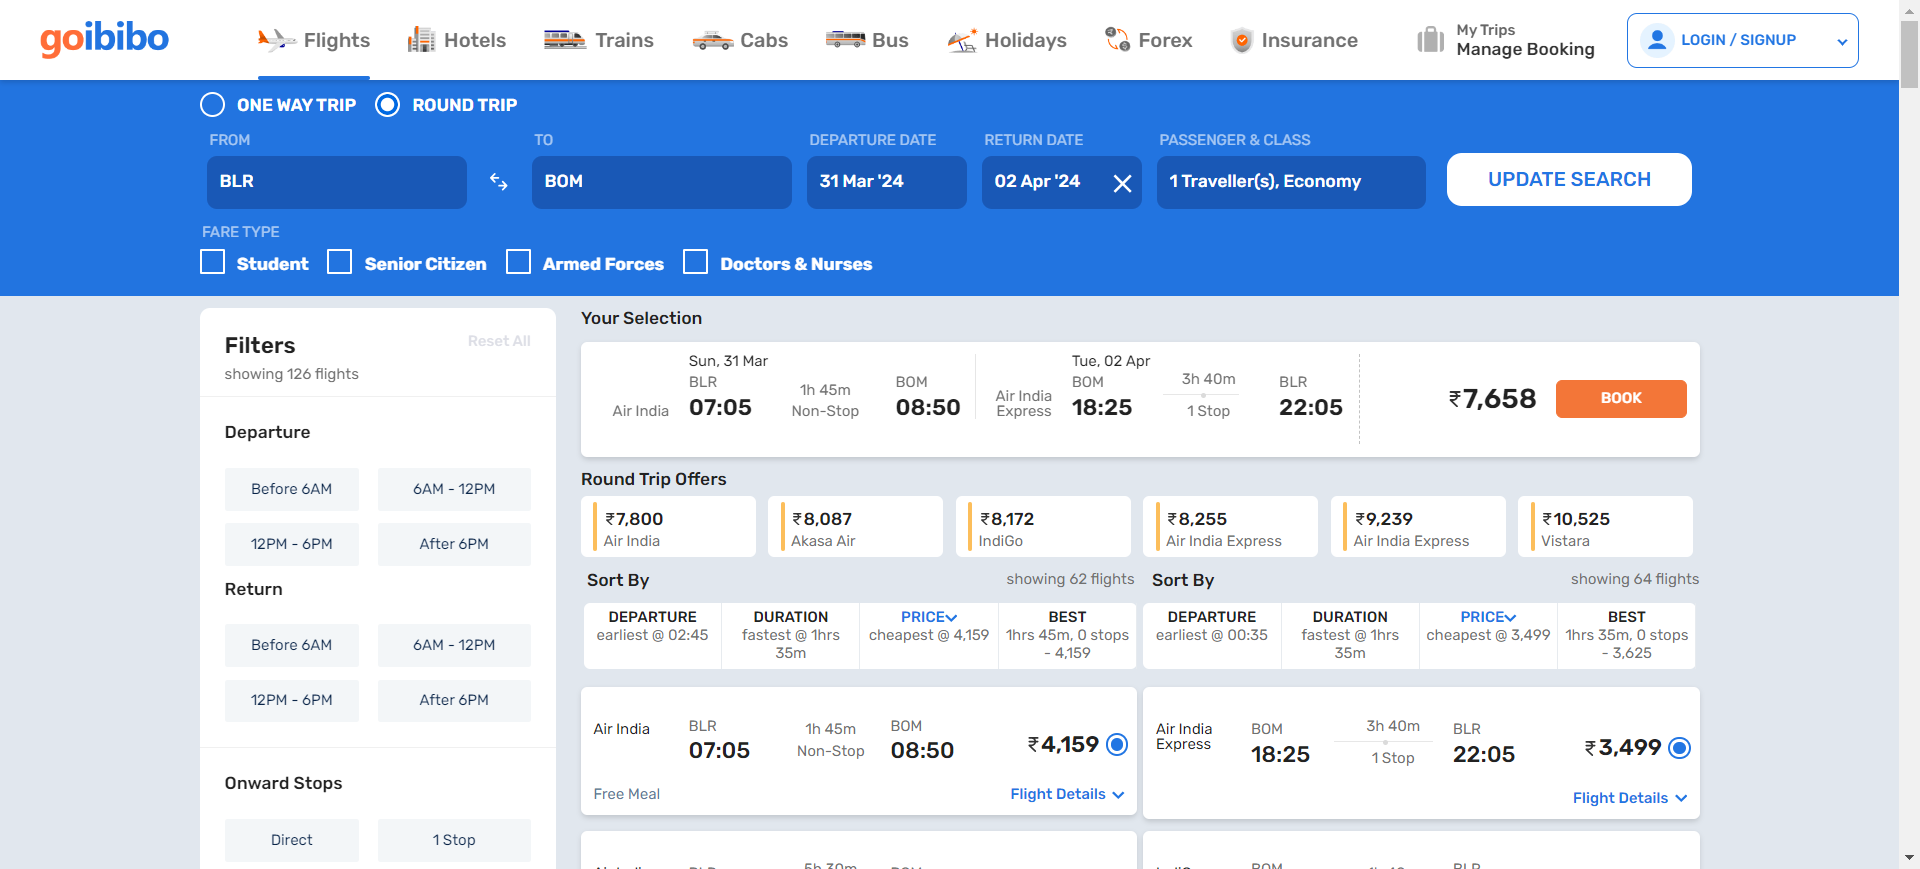 goibibo
Flights
Hotels
Trains
Cabs
Bus
Holidays
Forex
Insurance
My Trips
Manage Booking
LOGIN / SIGNUP
ONE WAY TRIP
ROUND TRIP
FROM
TO
DEPARTURE DATE
RETURN DATE
PASSENGER & CLASS
BLR
BOM
31 Mar '24
02 Apr '24
1 Traveller(s), Economy
UPDATE SEARCH
FARE TYPE
Student
Senior Citizen
Armed Forces
Doctors & Nurses
Filters
Reset All
showing 126 flights
Departure
Before 6AM
6AM - 12PM
12PM - 6PM
After 6PM
Return
Before 6AM
6AM - 12PM
12PM - 6PM
After 6PM
Onward Stops
Direct
1 Stop
Your Selection
Air India
Sun, 31 Mar
BLR
07:05
1h 45m
Non-Stop
BOM
08:50
Air India
Express
Tue, 02 Apr
BOM
18:25
3h 40m
1 Stop
BLR
22:05
₹7,658
BOOK
Round Trip Offers
₹7,800
Air India
₹8,087
Akasa Air
₹8,172
IndiGo
₹8,255
Air India Express
₹9,239
Air India Express
₹10,525
Vistara
Sort By
showing 62 flights
DEPARTURE
earliest @ 02:45
DURATION
fastest @ 1hrs
35m
PRICE
cheapest @ 4,159
BEST
1hrs 45m, 0 stops
- 4,159
Air India
BLR
07:05
1h 45m
Non-Stop
BOM
08:50
₹4,159
Free Meal
Flight Details
Sort By
showing 64 flights
DEPARTURE
earliest @ 00:35
DURATION
fastest @ 1hrs
35m
PRICE
cheapest @ 3,499
BEST
1hrs 35m, 0 stops
- 3,625
Air India
Express
BOM
18:25
3h 40m
1 Stop
BLR
22:05
₹3,499
Flight Details